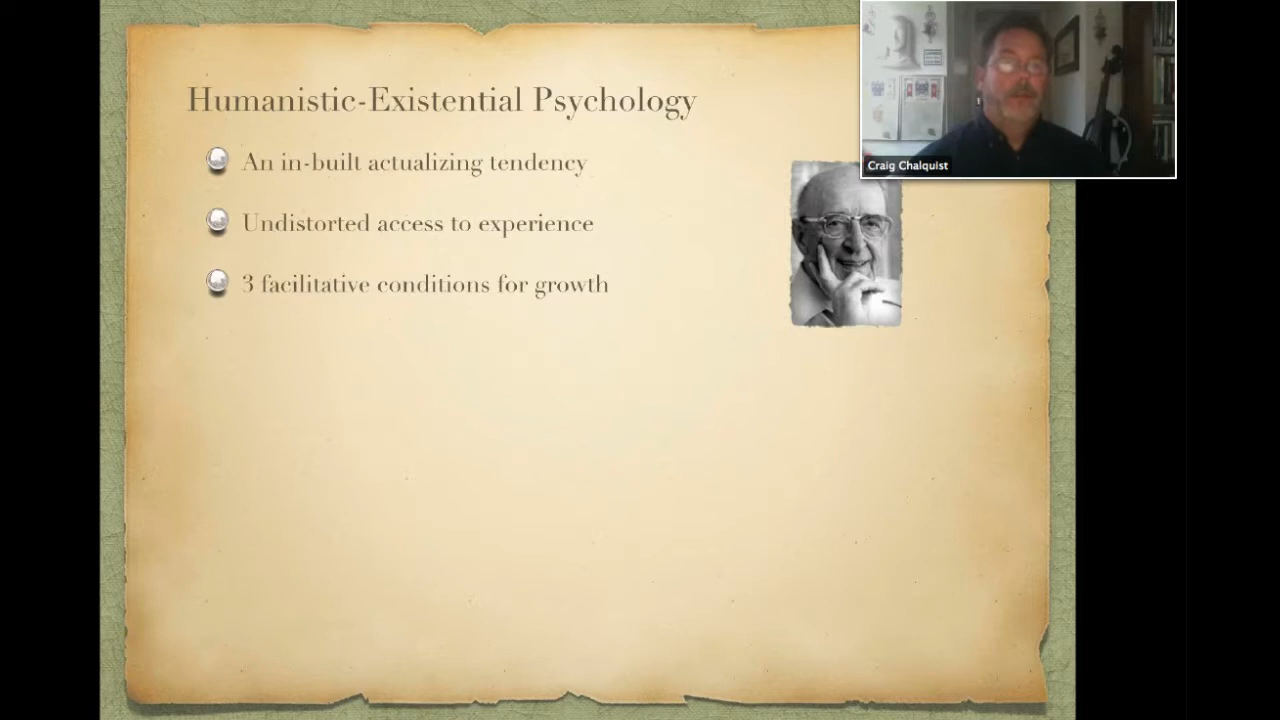 Humanistic-Existential Psychology
An in-built actualizing tendency
Undistorted access to experience
3 facilitative conditions for growth
Craig Chalquist